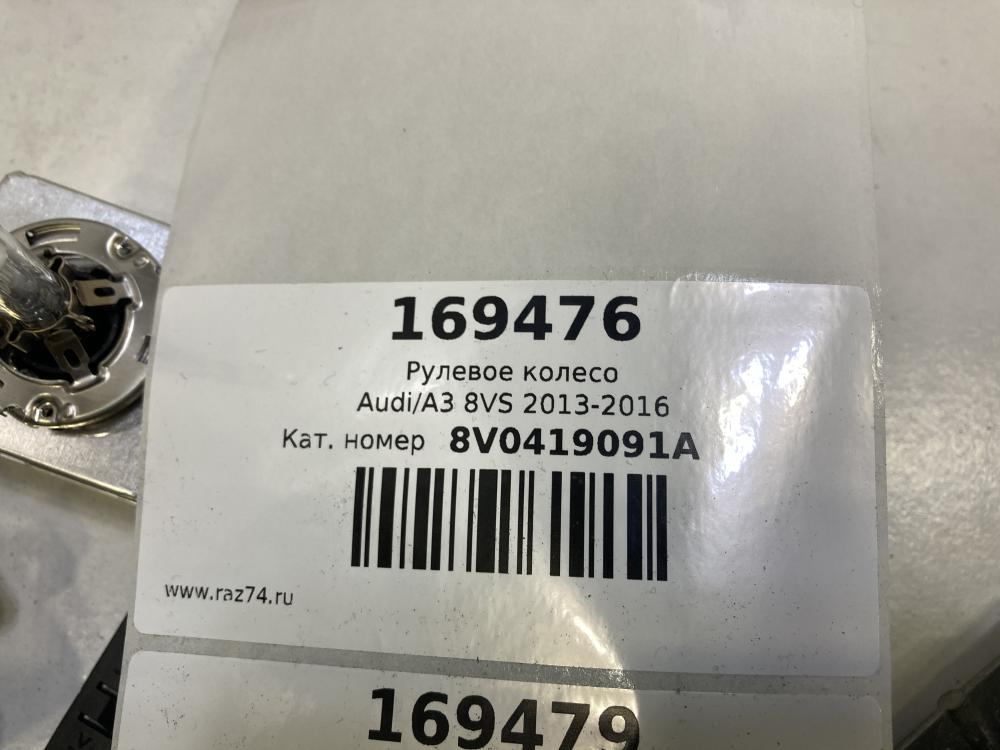 169476
Рулевое колесо
Audi/A3 8VS 2013-2016
Кат. номер 8V0419091A
www.raz74.ru
169479